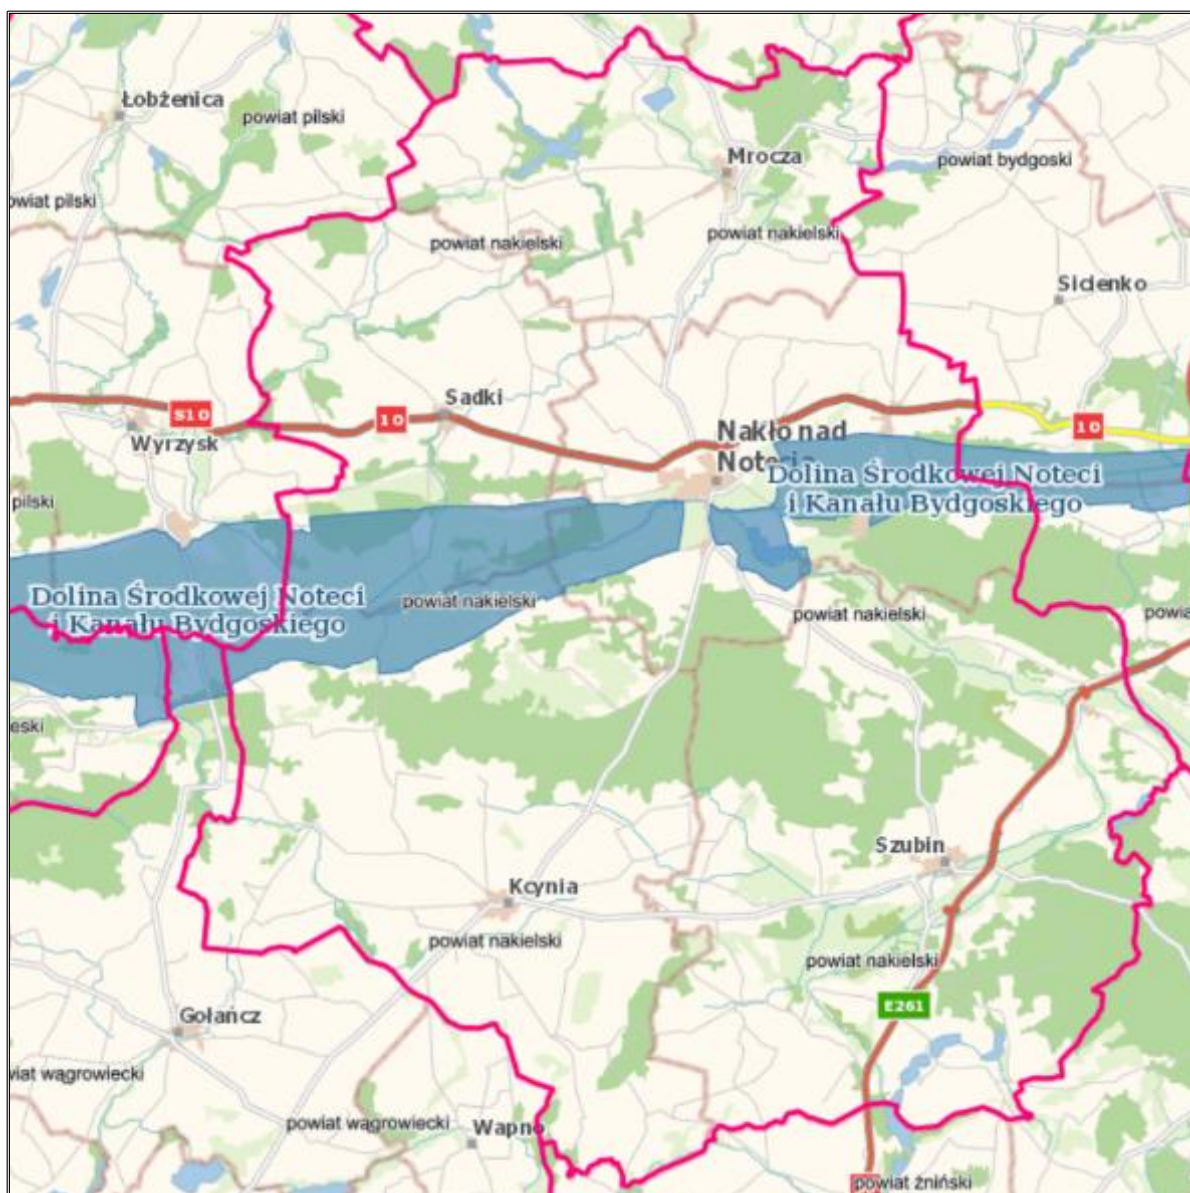 Łobżenica
powiat pilski
Mrocza
powiat bydgoski
owiat pilski
powiat nakielski
powiat nakielski
Sicienko
Sadki
S10
10
10
Wyrzysk
Nakło nad
Notecią
Dolina Środkowej Noteci
i Kanału Bydgoskiego
pilski
Dolina Środkowej Noteci
i Kanału Bydgoskiego
powiat nakielski
powiat nakielski
powia
eski
Szubin
Kcynia
powiat nakielski
powiat nakielski
E261
Gołańcz
wiat wągrowiecki
powiat wągrowiecki
Wapno
powiat żniński